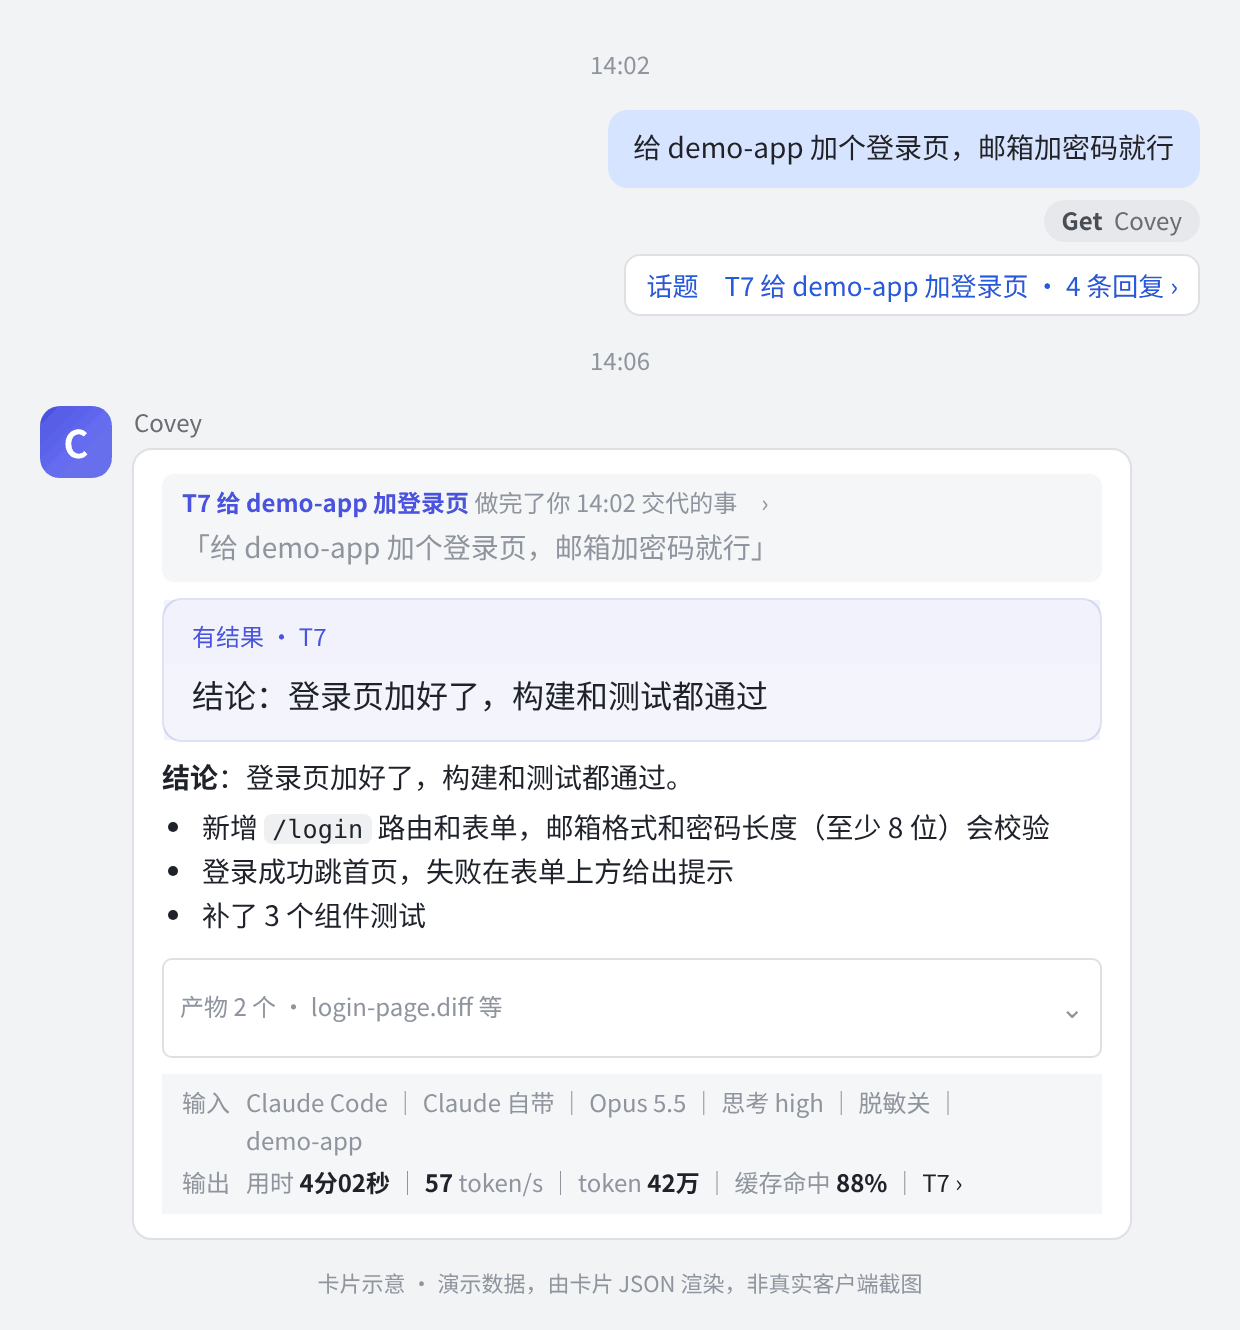 14:02
给 demo-app 加个登录页，邮箱加密码就行
Get Covey
话题 T7 给 demo-app 加登录页 · 4 条回复 ›
14:06
C
Covey
T7 给 demo-app 加登录页 做完了你 14:02 交代的事 ›
「给 demo-app 加个登录页，邮箱加密码就行」
有结果 · T7
结论：登录页加好了，构建和测试都通过
结论：登录页加好了，构建和测试都通过。
• 新增 /login 路由和表单，邮箱格式和密码长度（至少 8 位）会校验
• 登录成功跳首页，失败在表单上方给出提示
• 补了 3 个组件测试
产物 2 个 · login-page.diff 等
输入 Claude Code | Claude 自带 | Opus 5.5 | 思考 high | 脱敏关 |
demo-app
输出 用时 4分02秒 | 57 token/s | token 42万 | 缓存命中 88% | T7 ›
卡片示意 · 演示数据，由卡片 JSON 渲染，非真实客户端截图